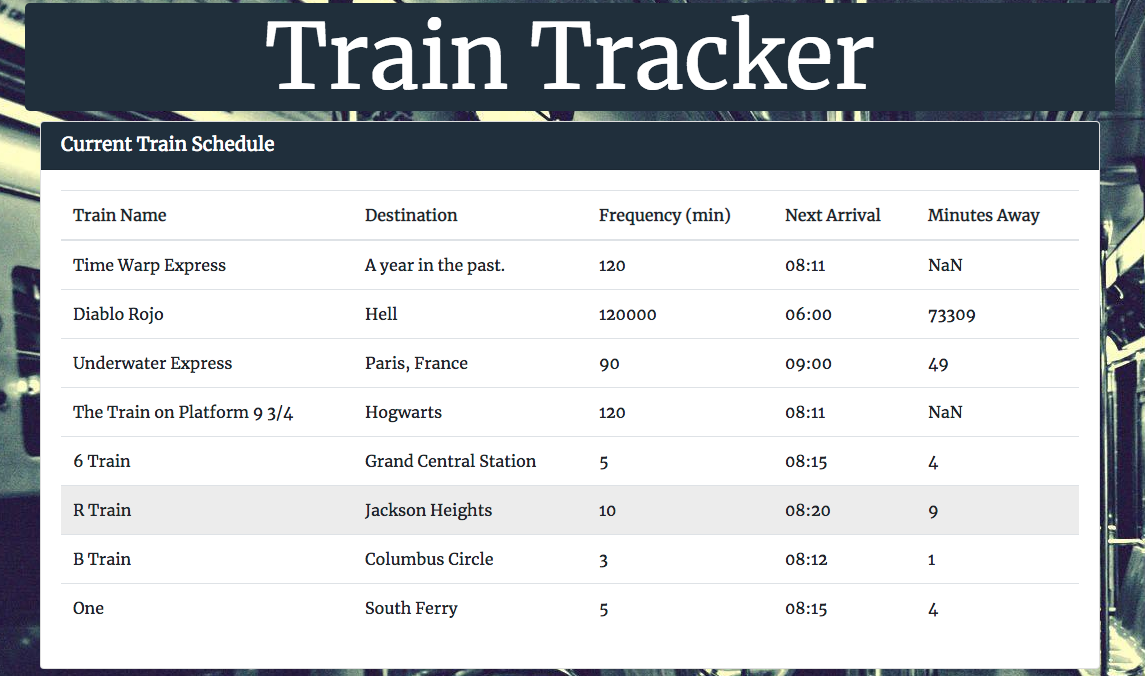 Train Tracker
Current Train Schedule
Train Name Destination Frequency (min) Next Arrival Minutes Away
Time Warp Express A year in the past. 120 08:11 NaN
Diablo Rojo Hell 120000 06:00 73309
Underwater Express Paris, France 90 09:00 49
The Train on Platform 9 3/4 Hogwarts 120 08:11 NaN
6 Train Grand Central Station 5 08:15 4
R Train Jackson Heights 10 08:20 9
B Train Columbus Circle 3 08:12 1
One South Ferry 5 08:15 4